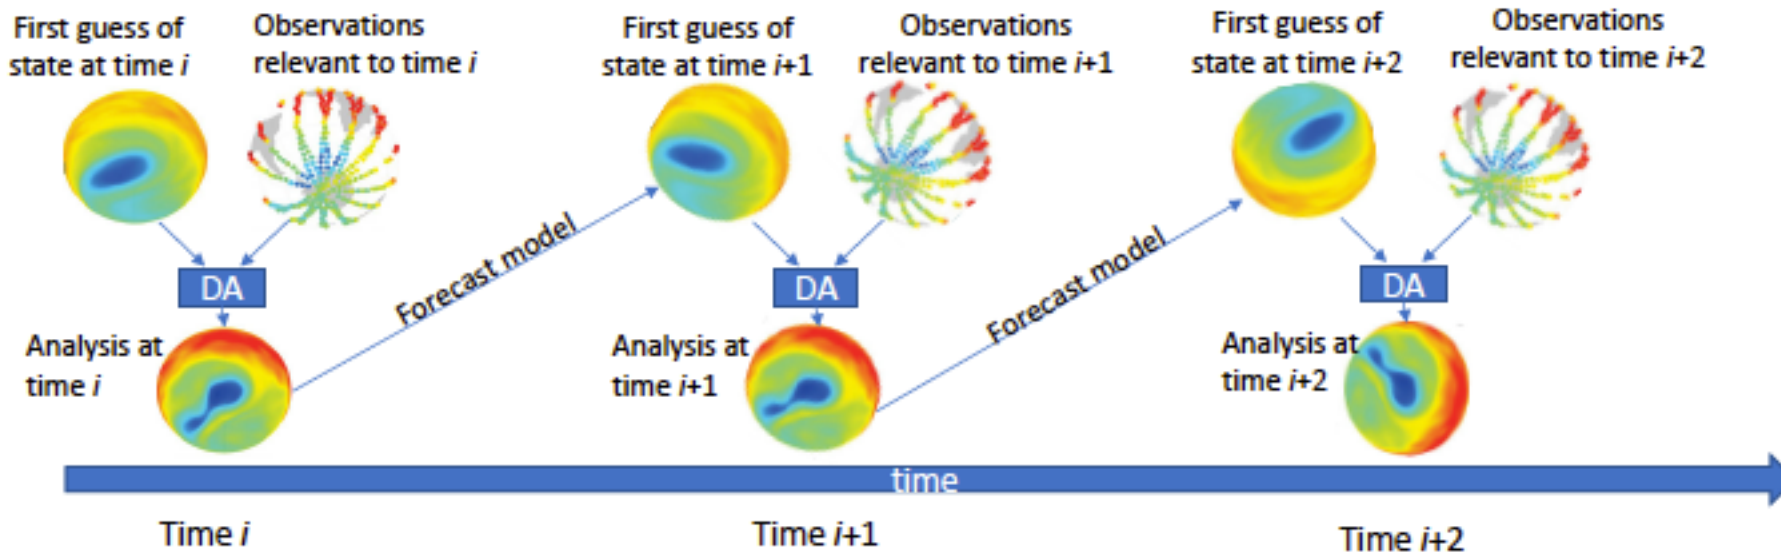 First guess of
state at time i
Observations
relevant to time i
First guess of
state at time i+1
Observations
relevant to time i+1
First guess of
state at time i+2
Observations
relevant to time i+2
DA
Forecast model
DA
Forecast model
DA
Analysis at
time i
Analysis at
time i+1
Analysis at
time i+2
time
Time i
Time i+1
Time i+2